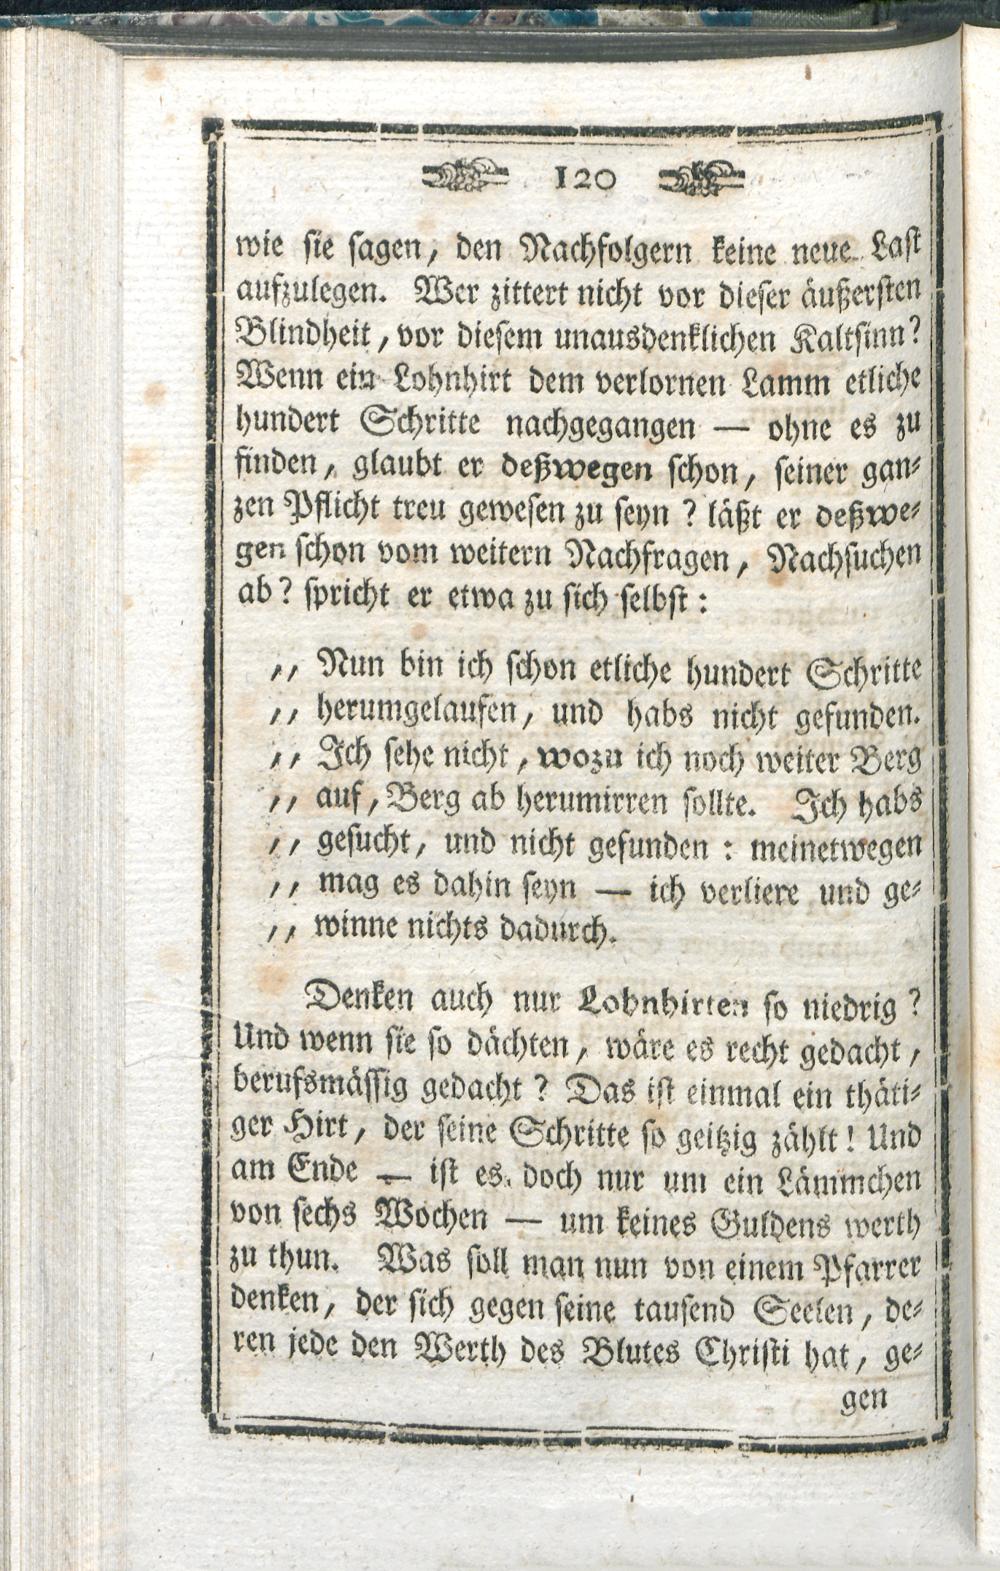 120
wie sie sagen, den Nachfolgern keine neue Last
aufzulegen. Wer zittert nicht vor dieser äußersten
Blindheit, vor diesem unausdenklichen Kaltsinn?
Wenn ein Lohnhirt dem verlornen Lamm etliche
hundert Schritte nachgegangen — ohne es zu
finden, glaubt er deßwegen schon, seiner gan-
zen Pflicht treu gewesen zu seyn? läßt er deßwe-
gen schon vom weitern Nachfragen, Nachsuchen
ab? spricht er etwa zu sich selbst:
,, Nun bin ich schon etliche hundert Schritte
,, herumgelaufen, und habs nicht gefunden.
,, Ich sehe nicht, wozu ich noch weiter Berg
,, auf, Berg ab herumirren sollte. Ich habs
,, gesucht, und nicht gefunden: meinetwegen
,, mag es dahin seyn — ich verliere und ge-
,, winne nichts dadurch.
Denken auch nur Lohnhirten so niedrig?
Und wenn sie so dächten, wäre es recht gedacht,
berufsmässig gedacht? Das ist einmal ein thäti-
ger Hirt, der seine Schritte so geitzig zählt! Und
am Ende — ist es doch nur um ein Lämmchen
von sechs Wochen — um keines Guldens werth
zu thun. Was soll man nun von einem Pfarrer
denken, der sich gegen seine tausend Seelen, de-
ren jede den Werth des Blutes Christi hat, ge-
gen